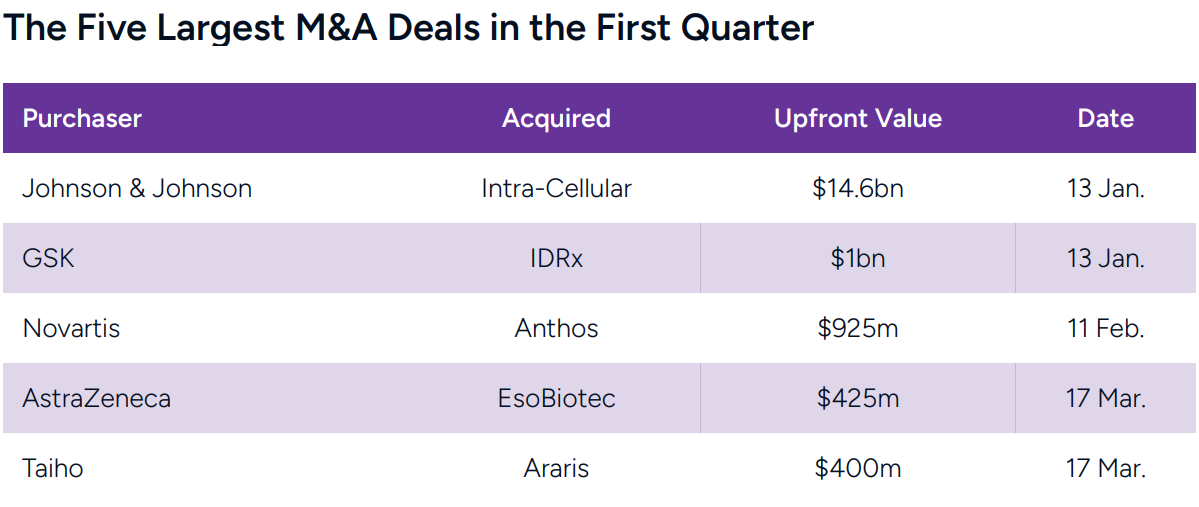 The Five Largest M&A Deals in the First Quarter
Purchaser Acquired Upfront Value Date
Johnson & Johnson Intra-Cellular $14.6bn 13 Jan.
GSK IDRx $1bn 13 Jan.
Novartis Anthos $925m 11 Feb.
AstraZeneca EsoBiotec $425m 17 Mar.
Taiho Araris $400m 17 Mar.